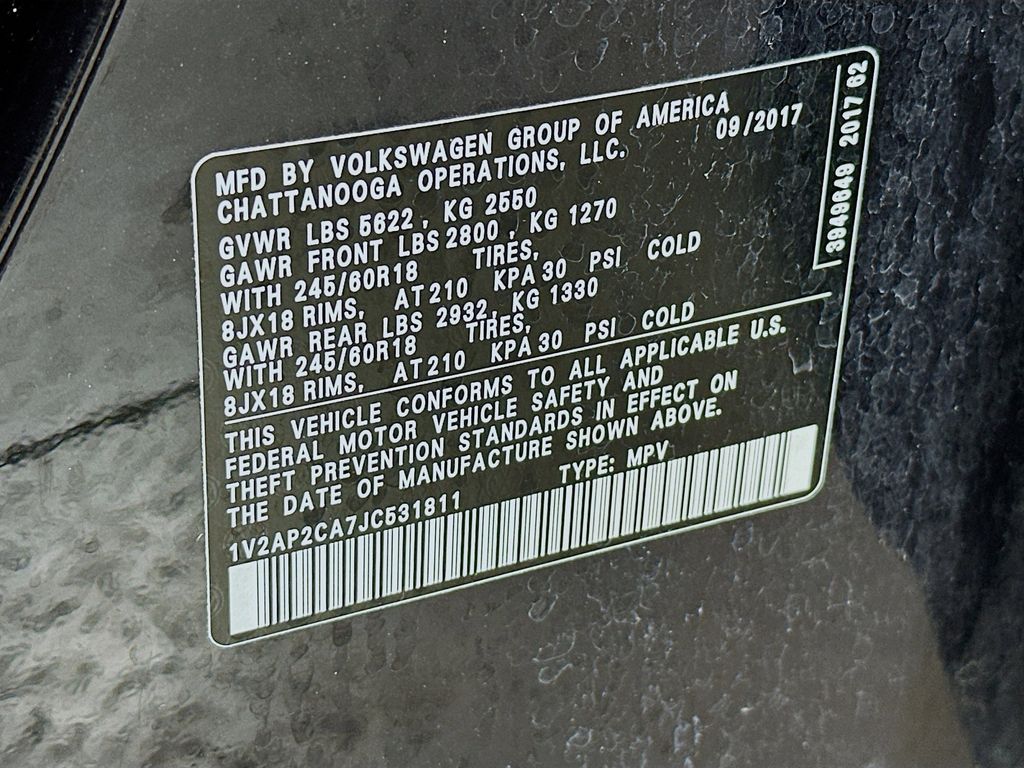 MFD BY VOLKSWAGEN GROUP OF AMERICA
CHATTANOOGA OPERATIONS, LLC. 09/2017
GVWR LBS 5622 , KG 2550
GAWR FRONT LBS 2800 , KG 1270
WITH 245/60R18 TIRES,
8JX18 RIMS, AT 210 KPA 30 PSI COLD
GAWR REAR LBS 2932, KG 1330
WITH 245/60R18 TIRES,
8JX18 RIMS, AT 210 KPA 30 PSI COLD
THIS VEHICLE CONFORMS TO ALL APPLICABLE U.S.
FEDERAL MOTOR VEHICLE SAFETY AND
THEFT PREVENTION STANDARDS IN EFFECT ON
THE DATE OF MANUFACTURE SHOWN ABOVE.
1V2AP2CA7JC531811 TYPE: MPV
3949649 2017 62